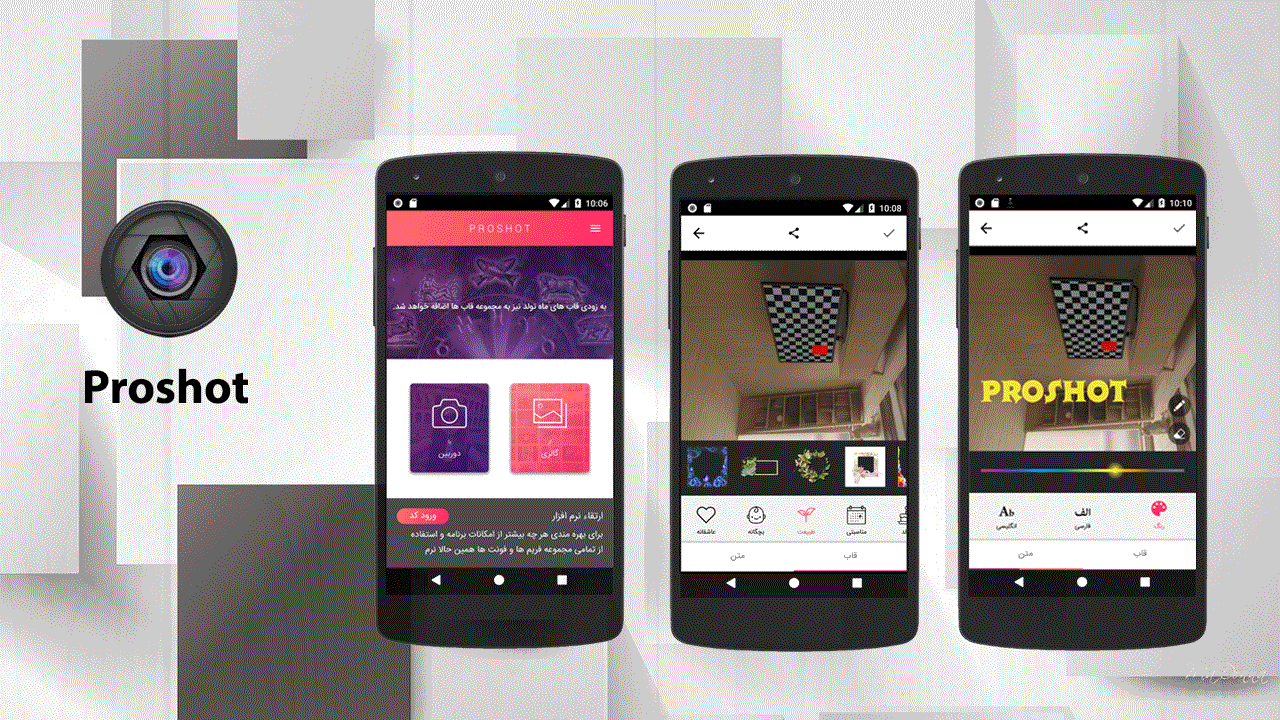 Proshot
10:06
PROSHOT
به زودی قاب های ماه تولد نیز به مجموعه قاب ها اضافه خواهد شد.
دوربین
گالری
ارتقاء نرم افزار
ورود کد
برای بهره مندی هر چه بیشتر از امکانات برنامه و استفاده
از تمامی مجموعه فریم ها و فونت ها همین حالا نرم
10:08
عاشقانه
بچگانه
طبیعت
مناسبتی
متن
قاب
10:10
PROSHOT
Ab
انگلیسی
الف
فارسی
رنگ
متن
قاب